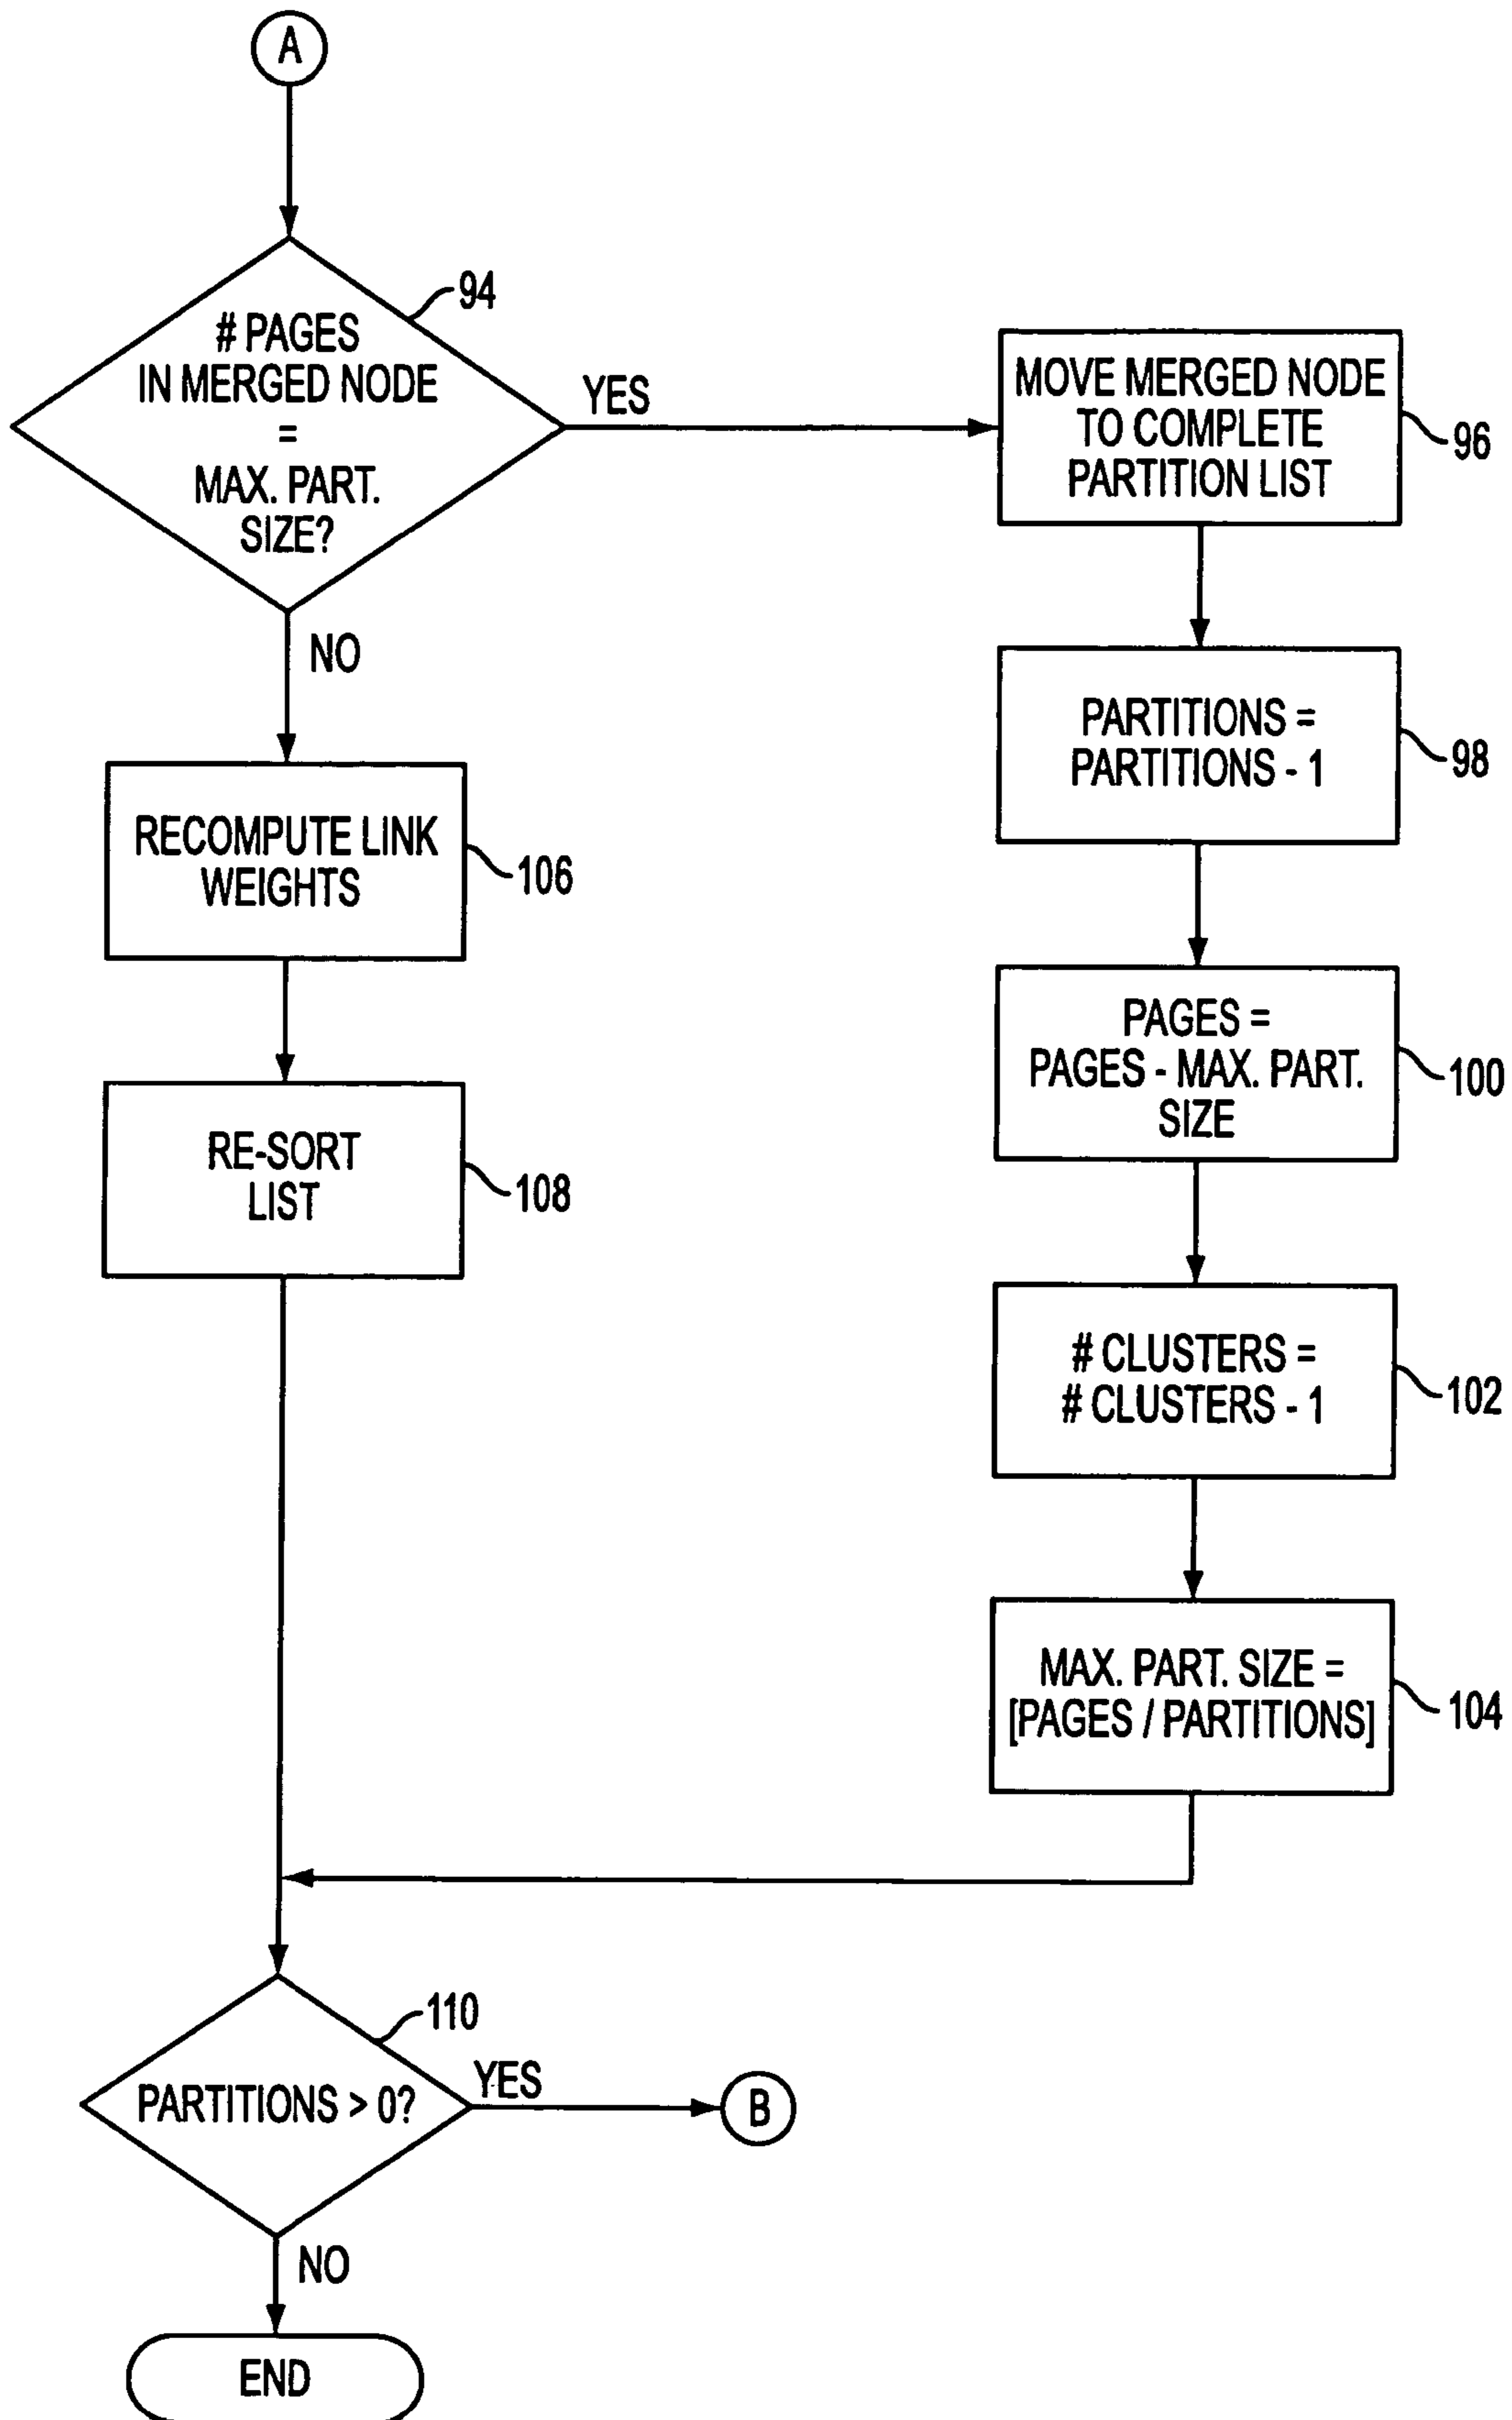 A
94
# PAGES
IN MERGED NODE
=
MAX. PART.
SIZE?
YES
MOVE MERGED NODE
TO COMPLETE
PARTITION LIST
96
NO
PARTITIONS =
PARTITIONS - 1
98
RECOMPUTE LINK
WEIGHTS
106
PAGES =
PAGES - MAX. PART.
SIZE
100
RE-SORT
LIST
108
# CLUSTERS =
# CLUSTERS - 1
102
MAX. PART. SIZE =
[PAGES / PARTITIONS]
104
110
PARTITIONS > 0?
YES
B
NO
END